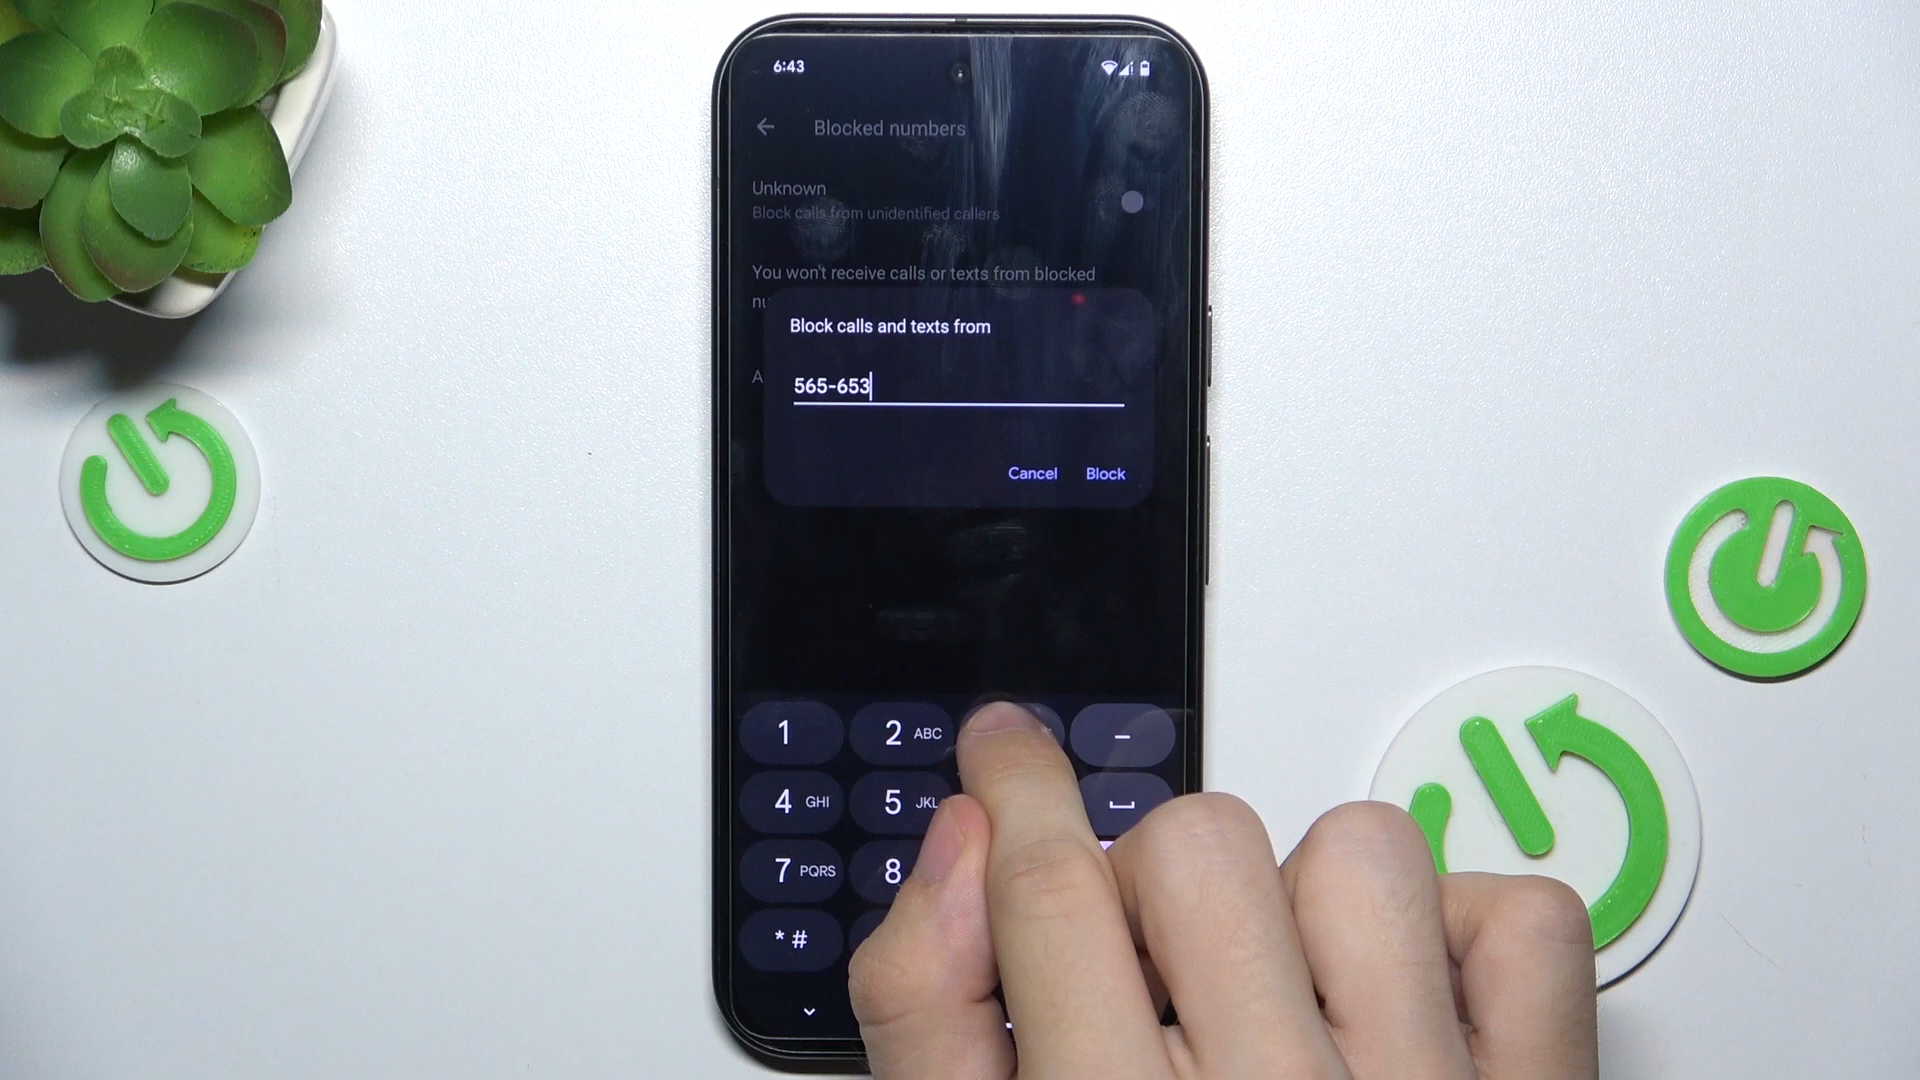 6:43
Blocked numbers
Unknown
Block calls from unidentified callers
You won't receive calls or texts from blocked
nu
Block calls and texts from
A
565-653
Cancel Block
1 2 ABC –
4 GHI 5 JKL
7 PQRS 8
* #